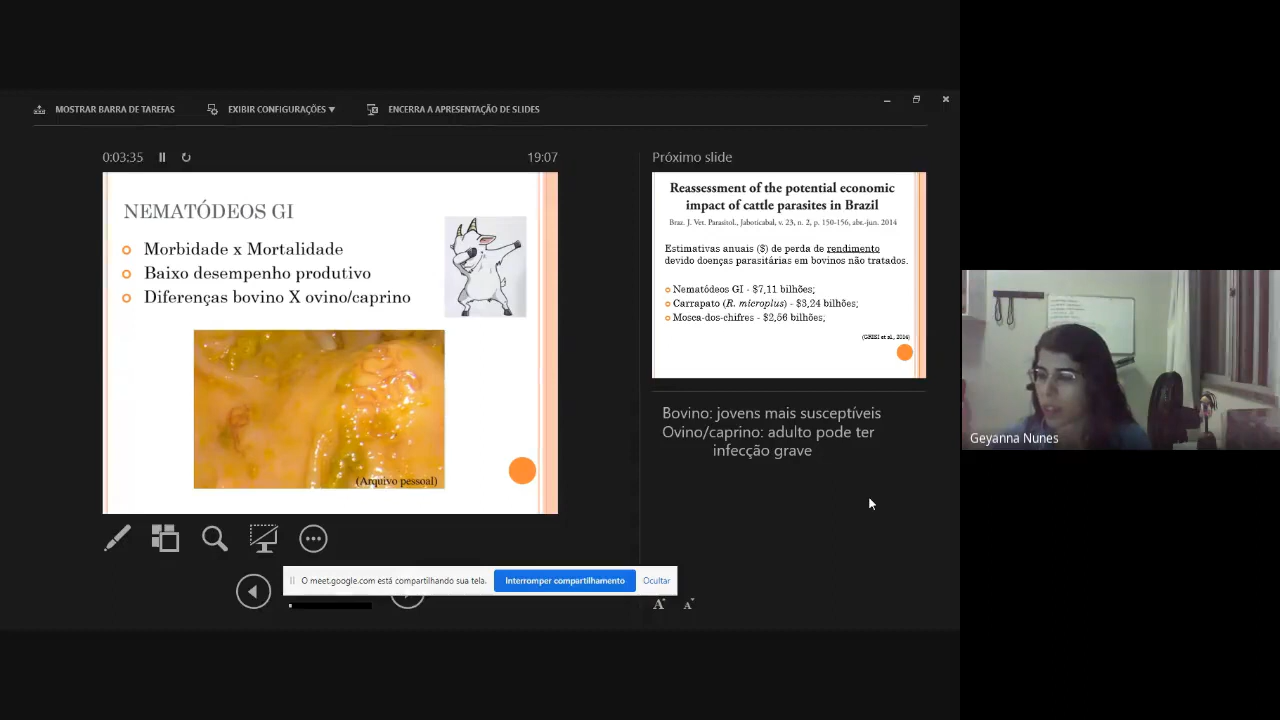 MOSTRAR BARRA DE TAREFAS
EXIBIR CONFIGURAÇÕES ▼
ENCERRA A APRESENTAÇÃO DE SLIDES
0:03:35
19:07
NEMATÓDEOS GI
Morbidade x Mortalidade
Baixo desempenho produtivo
Diferenças bovino X ovino/caprino
(Arquivo pessoal)
Próximo slide
Reassessment of the potential economic
impact of cattle parasites in Brazil
Braz. J. Vet. Parasitol., Jaboticabal, v. 23, n. 2, p. 150-156, abr.-jun. 2014
Estimativas anuais ($) de perda de rendimento
devido doenças parasitárias em bovinos não tratados.
Nematódeos GI - $7,11 bilhões;
Carrapato (R. microplus) - $3,24 bilhões;
Mosca-dos-chifres - $2,56 bilhões;
(GRISI et al., 2014)
Bovino: jovens mais susceptíveis
Ovino/caprino: adulto pode ter
infecção grave
O meet.google.com está compartilhando sua tela.
Interromper compartilhamento
Ocultar
A A
Geyanna Nunes